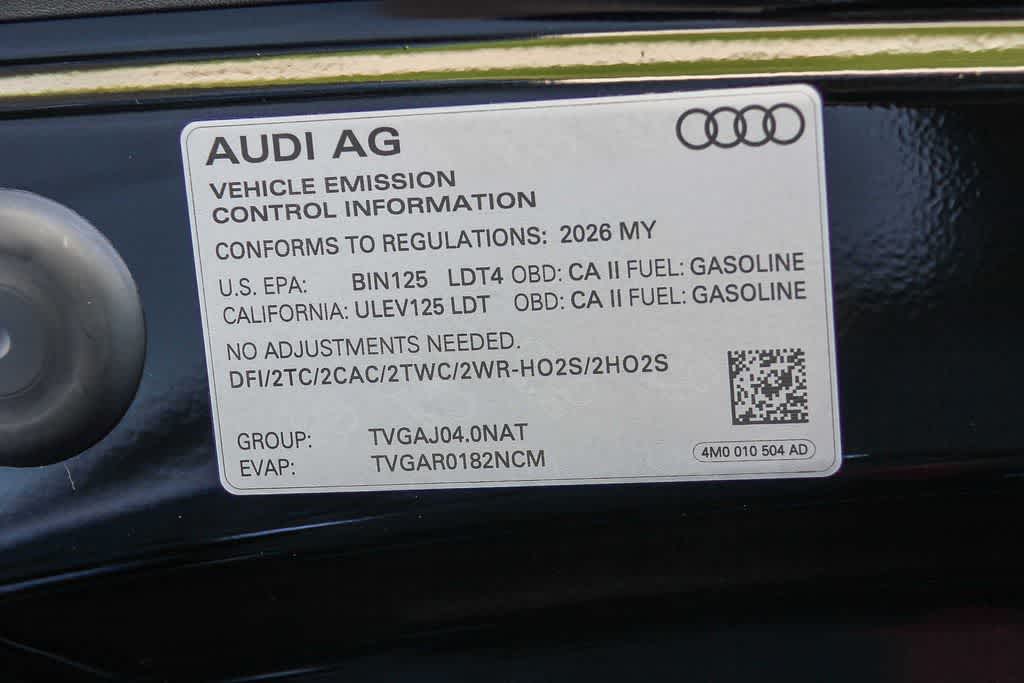 AUDI AG
VEHICLE EMISSION
CONTROL INFORMATION
CONFORMS TO REGULATIONS: 2026 MY
U.S. EPA: BIN125 LDT4 OBD: CA II FUEL: GASOLINE
CALIFORNIA: ULEV125 LDT OBD: CA II FUEL: GASOLINE
NO ADJUSTMENTS NEEDED.
DFI/2TC/2CAC/2TWC/2WR-HO2S/2HO2S
GROUP: TVGAJ04.0NAT
EVAP: TVGAR0182NCM
4M0 010 504 AD